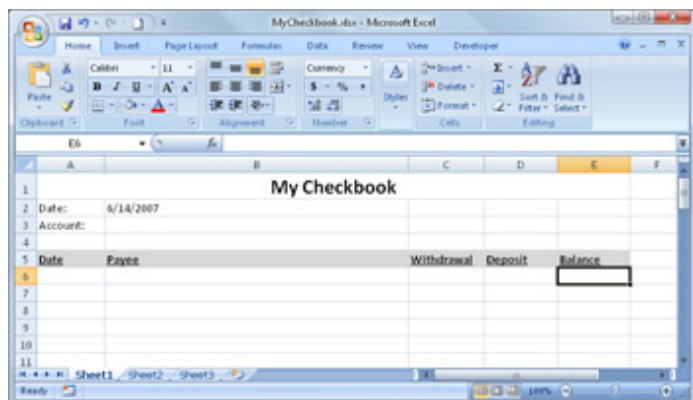 MyCheckbook.xlsx - Microsoft Excel
Home Insert Page Layout Formulas Data Review View Developer
Calibri 11 Currency Insert Σ
Paste B I U A A $ % , Styles Delete Sort & Find &
A Format Filter Select
Clipboard Font Alignment Number Cells Editing
E6 fx
A B C D E F
1 My Checkbook
2 Date: 6/14/2007
3 Account:
4
5 Date Payee Withdrawal Deposit Balance
6
7
8
9
10
11
Sheet1 Sheet2 Sheet3
Ready 100%